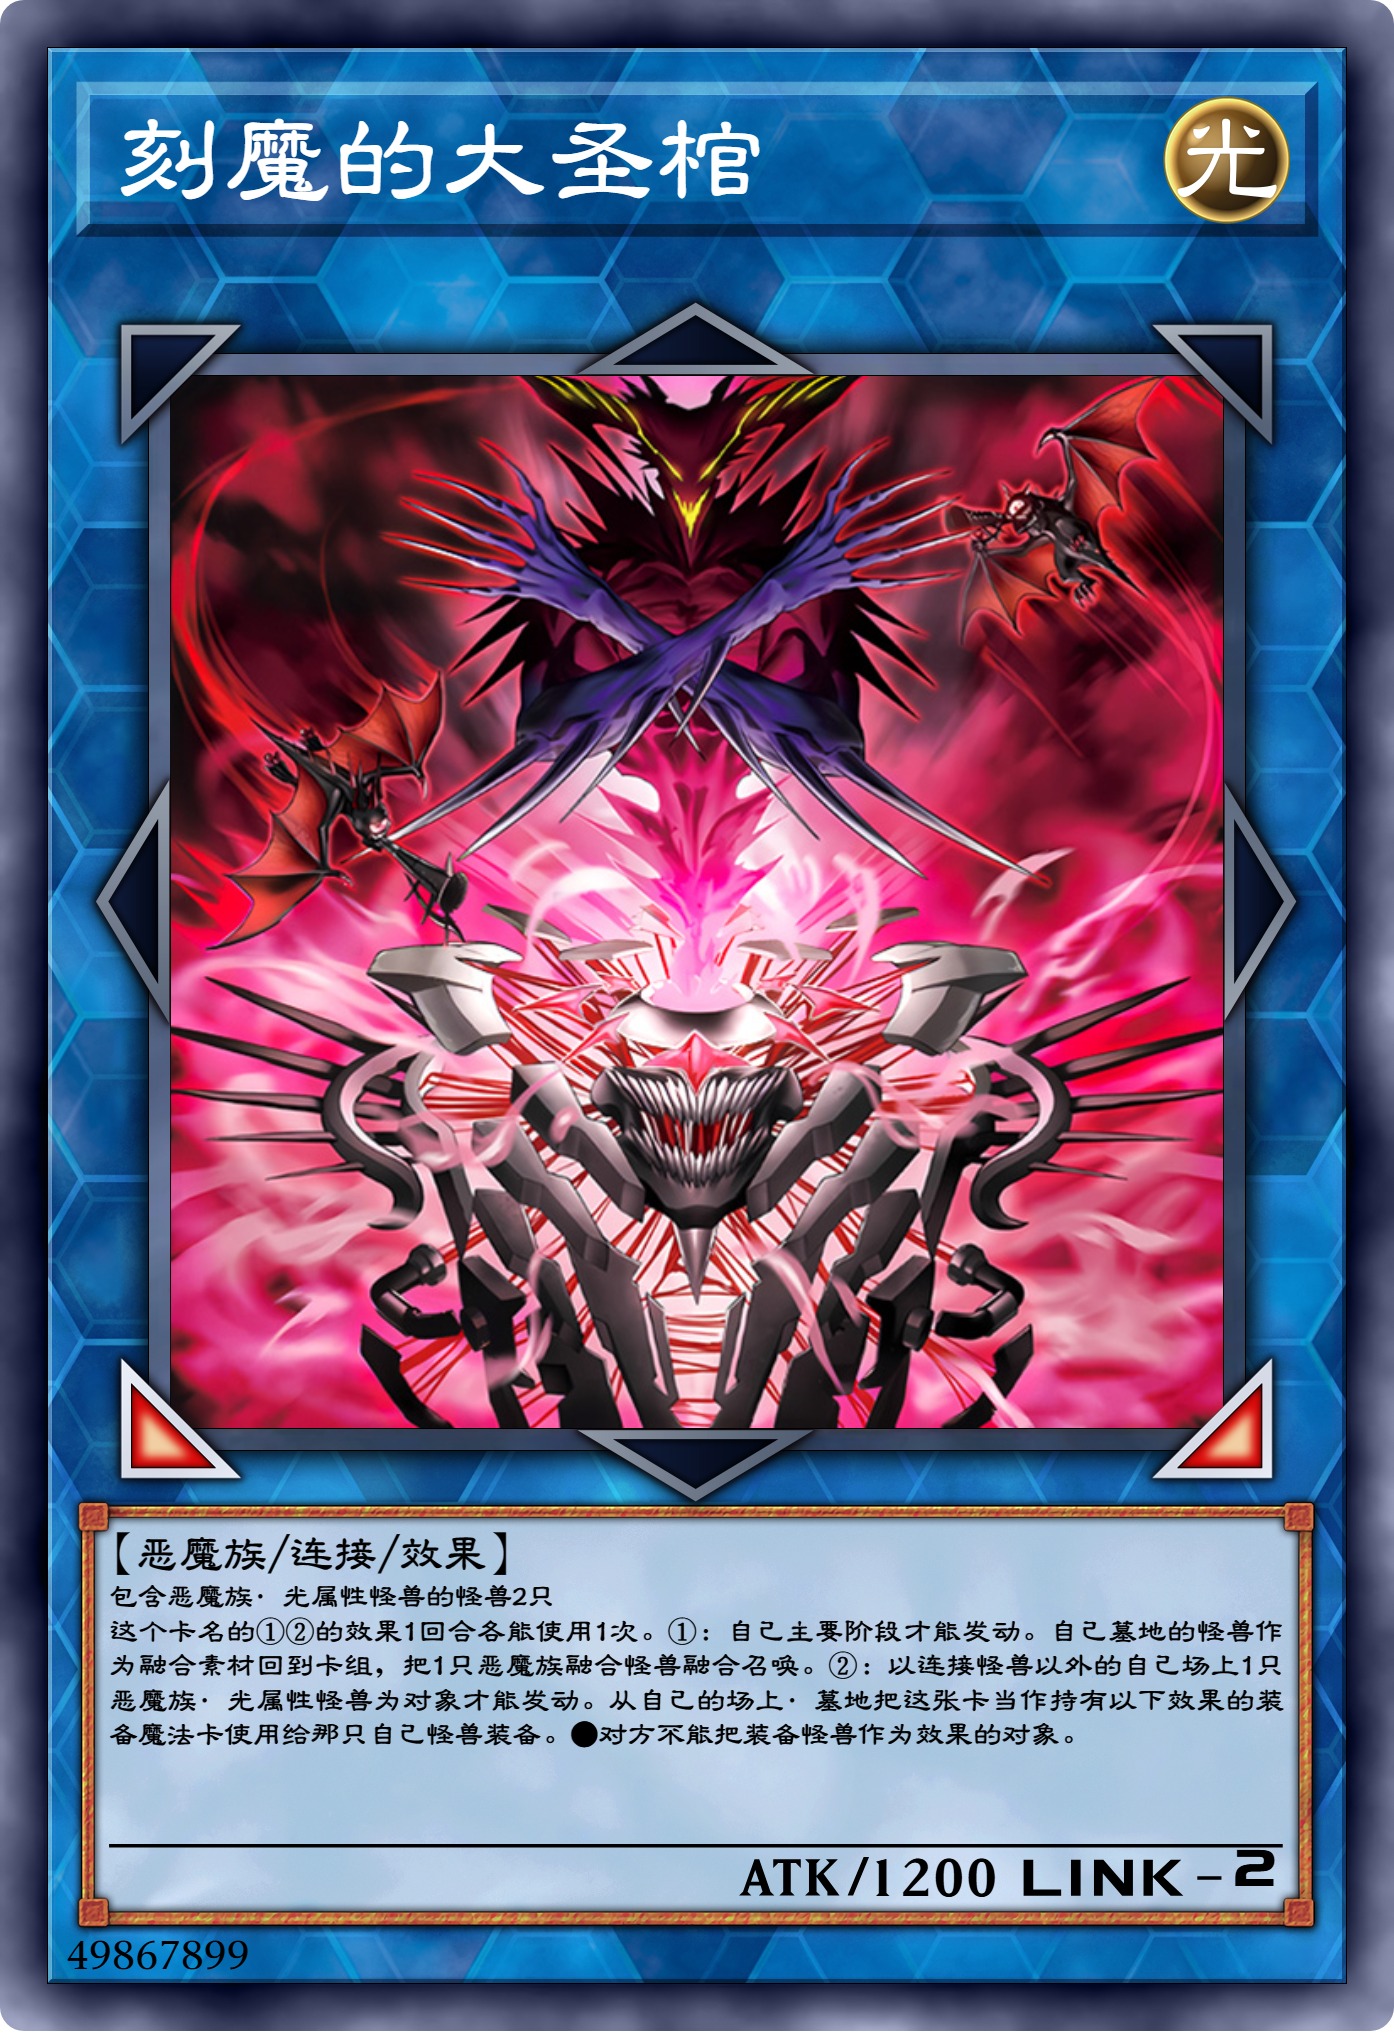 刻魔的大圣棺
光
【恶魔族/连接/效果】
包含恶魔族·光属性怪兽的怪兽2只
这个卡名的①②的效果1回合各能使用1次。①：自己主要阶段才能发动。自己墓地的怪兽作
为融合素材回到卡组，把1只恶魔族融合怪兽融合召唤。②：以连接怪兽以外的自己场上1只
恶魔族·光属性怪兽为对象才能发动。从自己的场上·墓地把这张卡当作持有以下效果的装
备魔法卡使用给那只自己怪兽装备。●对方不能把装备怪兽作为效果的对象。
ATK/1200 LINK-2
49867899